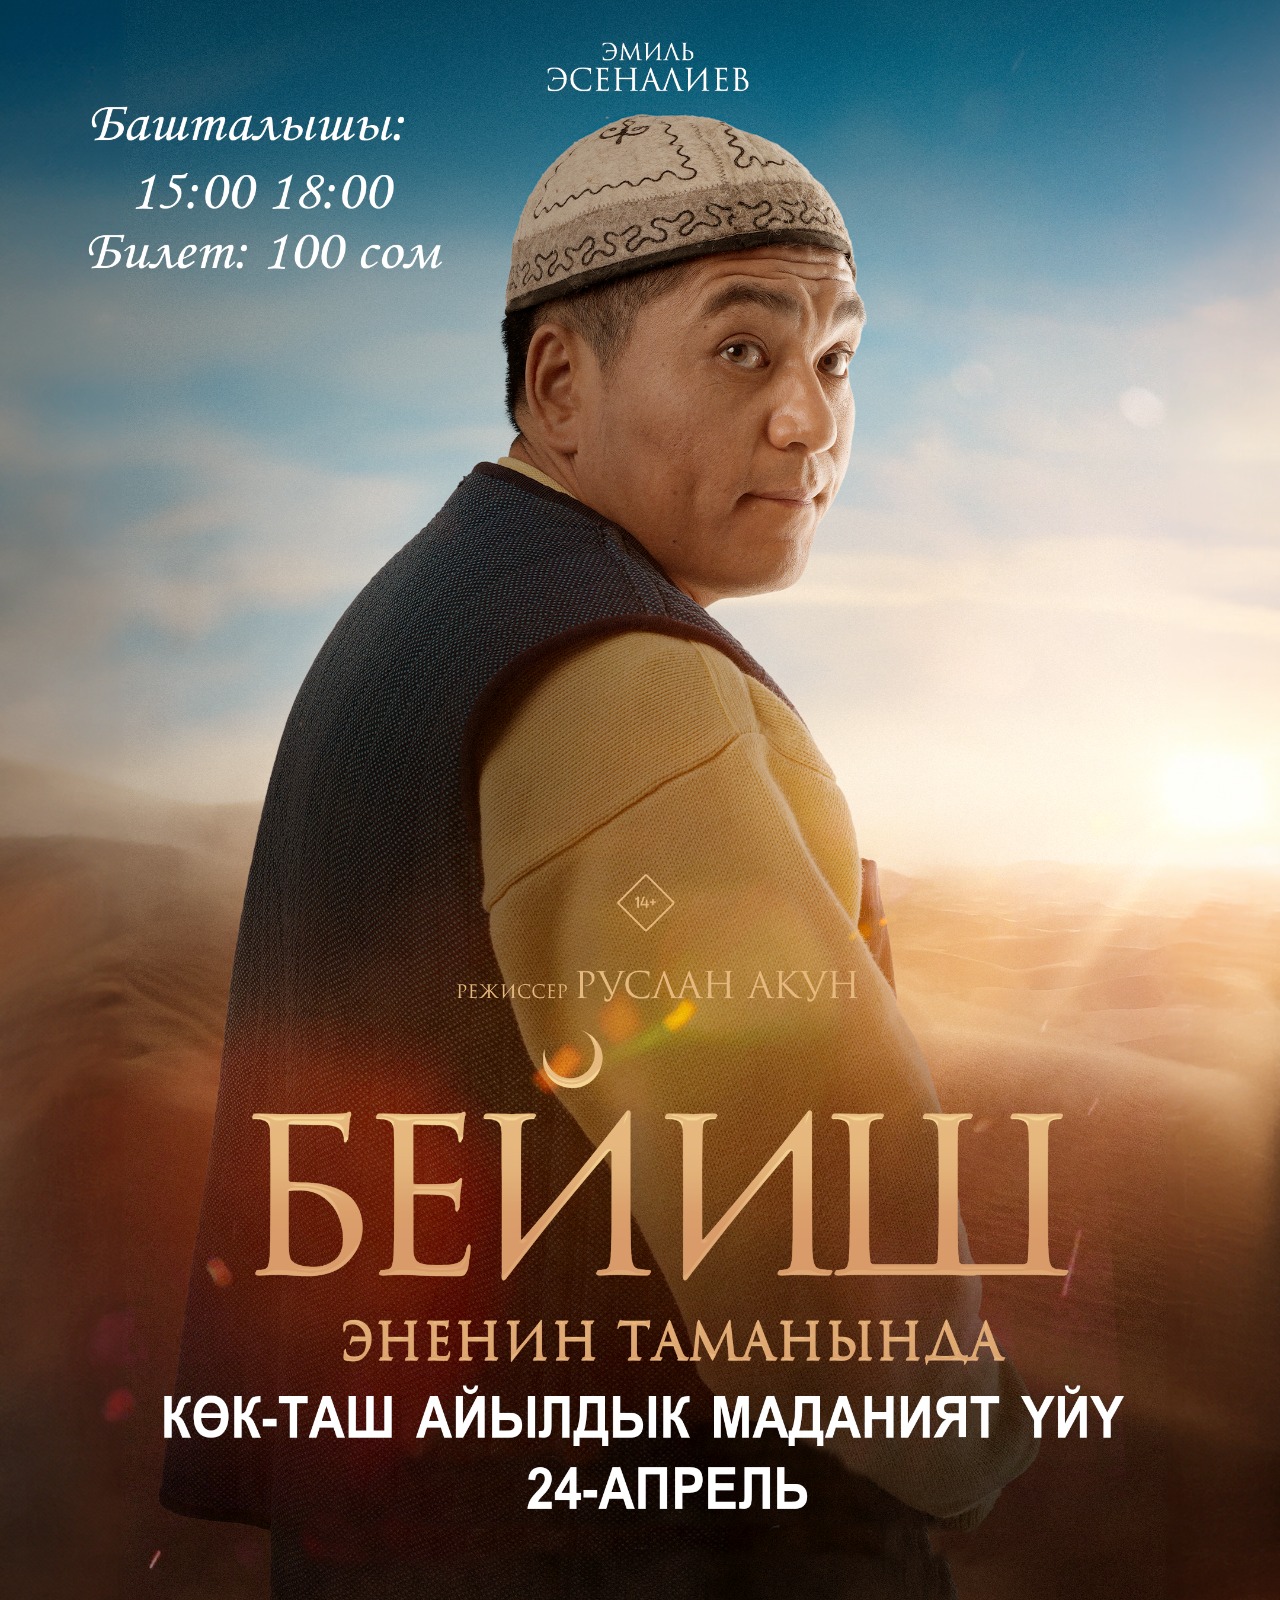 ЭМИЛЬ
ЭСЕНАЛИЕВ
Башталышы:
15:00 18:00
Билет: 100 сом
14+
РЕЖИССЕР РУСЛАН АКУН
БЕЙИШ
ЭНЕНИН ТАМАНЫНДА
КӨК-ТАШ АЙЫЛДЫК МАДАНИЯТ ҮЙҮ
24-АПРЕЛЬ